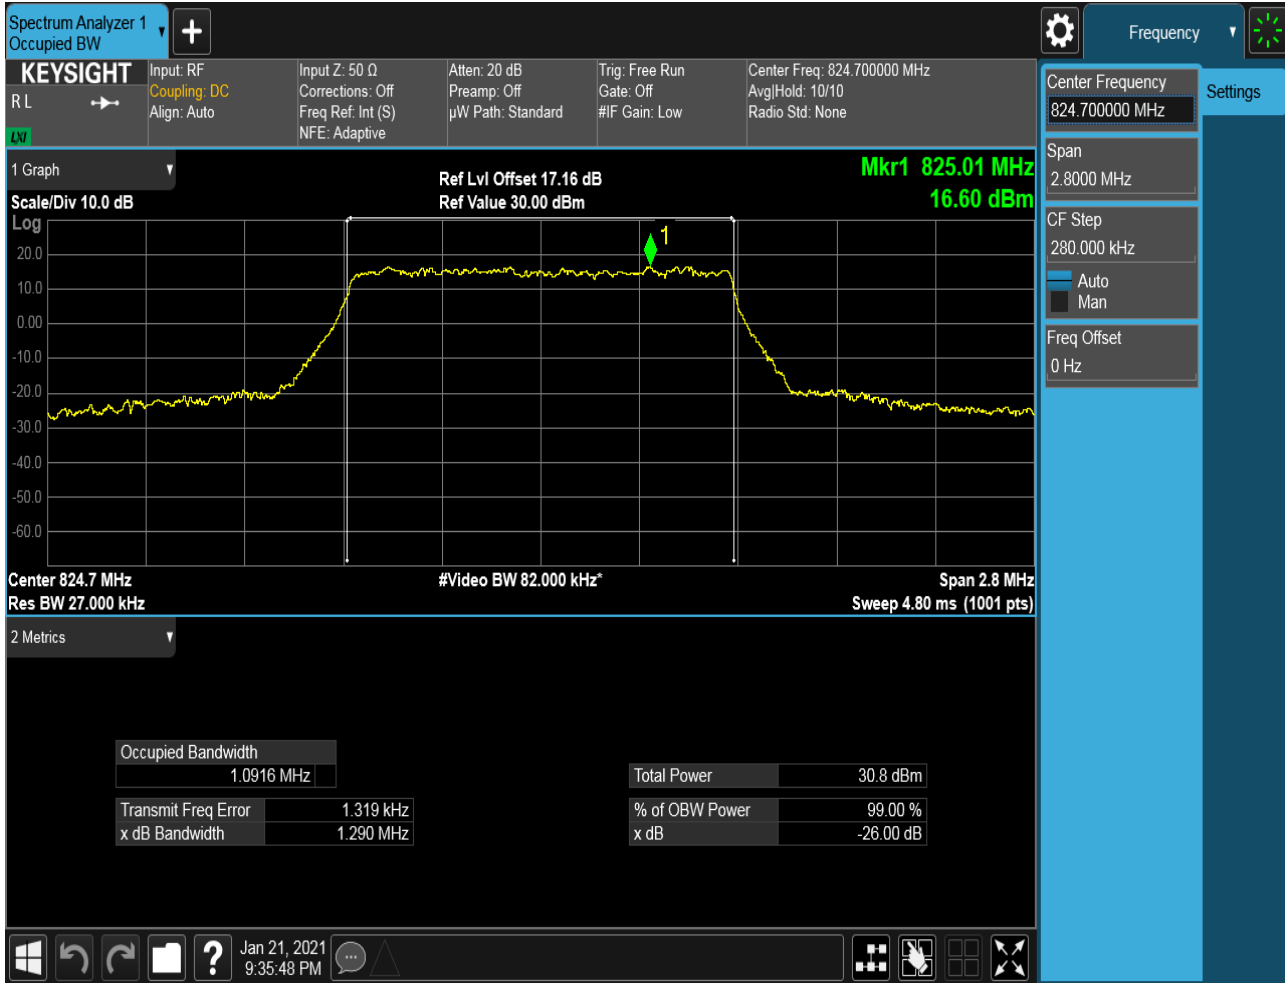 Spectrum Analyzer 1
Occupied BW
Frequency
KEYSIGHT
R L
LXI
Input: RF
Coupling: DC
Align: Auto
Input Z: 50 Ω
Corrections: Off
Freq Ref: Int (S)
NFE: Adaptive
Atten: 20 dB
Preamp: Off
µW Path: Standard
Trig: Free Run
Gate: Off
#IF Gain: Low
Center Freq: 824.700000 MHz
Avg|Hold: 10/10
Radio Std: None
Center Frequency
824.700000 MHz
Settings
Span
2.8000 MHz
CF Step
280.000 kHz
Auto
Man
Freq Offset
0 Hz
1 Graph
Scale/Div 10.0 dB
Ref Lvl Offset 17.16 dB
Ref Value 30.00 dBm
Mkr1 825.01 MHz
16.60 dBm
Log
1
20.0
10.0
0.00
-10.0
-20.0
-30.0
-40.0
-50.0
-60.0
Center 824.7 MHz
#Video BW 82.000 kHz*
Span 2.8 MHz
Res BW 27.000 kHz
Sweep 4.80 ms (1001 pts)
2 Metrics
Occupied Bandwidth
1.0916 MHz
Transmit Freq Error 1.319 kHz
x dB Bandwidth 1.290 MHz
Total Power 30.8 dBm
% of OBW Power 99.00 %
x dB -26.00 dB
?
Jan 21, 2021
9:35:48 PM